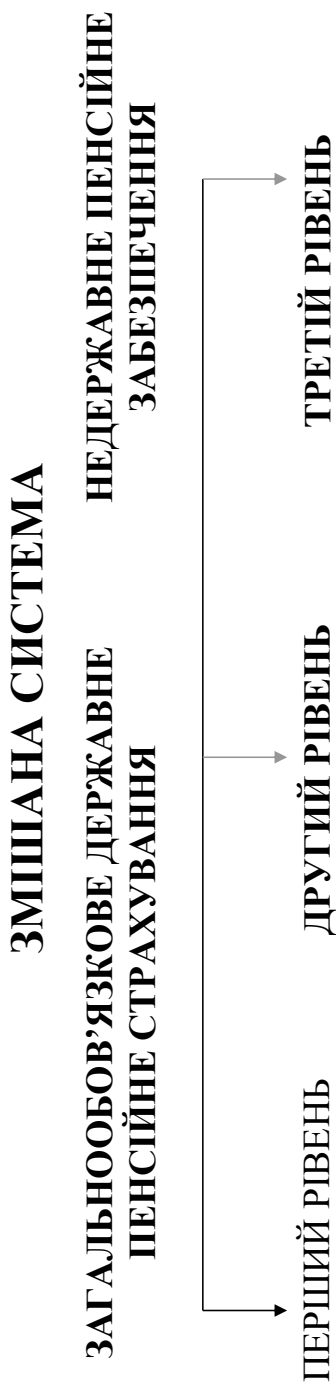 ЗМІШАНА СИСТЕМА
ЗАГАЛЬНООБОВ’ЯЗКОВЕ ДЕРЖАВНЕ
ПЕНСІЙНЕ СТРАХУВАННЯ
НЕДЕРЖАВНЕ ПЕНСІЙНЕ
ЗАБЕЗПЕЧЕННЯ
ПЕРШИЙ РІВЕНЬ
ДРУГИЙ РІВЕНЬ
ТРЕТІЙ РІВЕНЬ